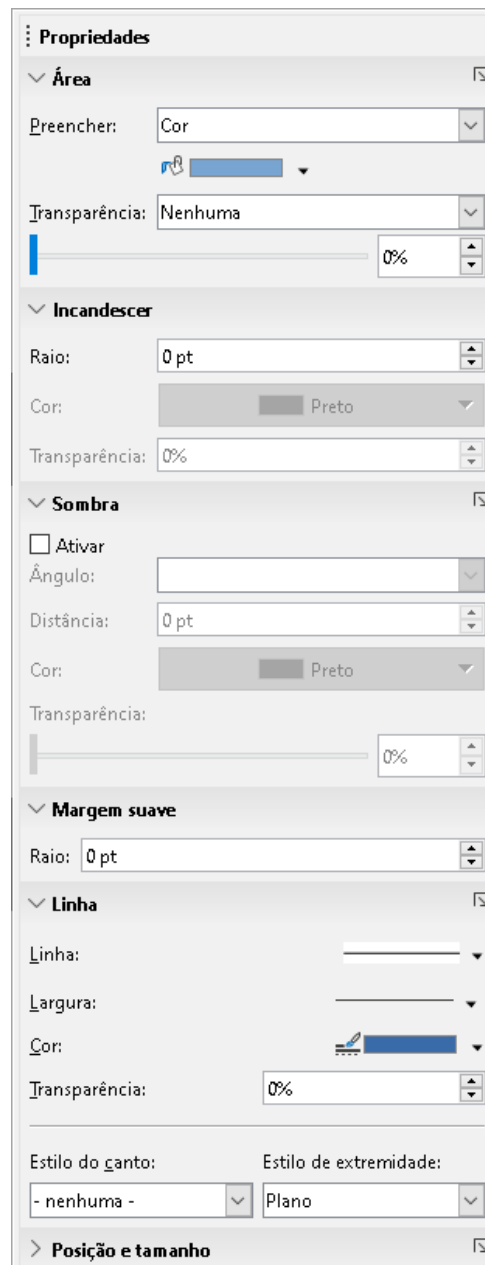 Propriedades
Área
Preencher: Cor
Transparência: Nenhuma
0%
Incandescer
Raio: 0 pt
Cor: Preto
Transparência: 0%
Sombra
Ativar
Ângulo:
Distância: 0 pt
Cor: Preto
Transparência:
0%
Margem suave
Raio: 0 pt
Linha
Linha:
Largura:
Cor:
Transparência: 0%
Estilo do canto: Estilo de extremidade:
- nenhuma - Plano
Posição e tamanho